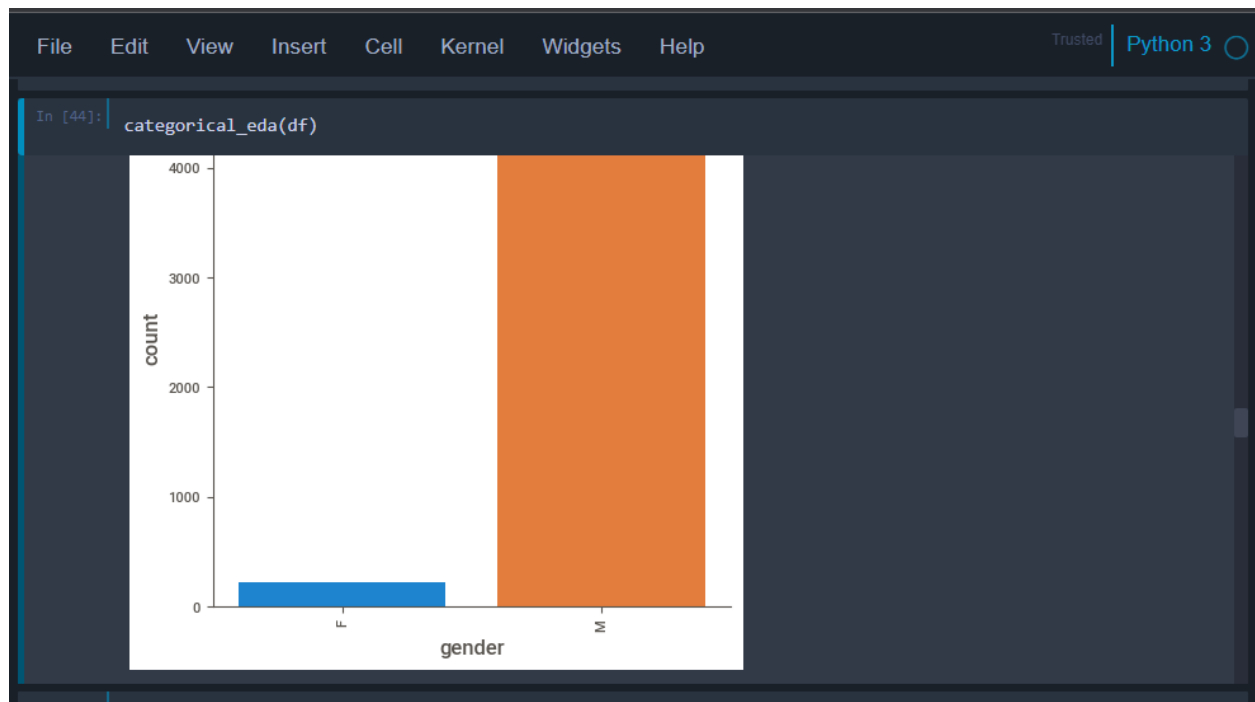 File Edit View Insert Cell Kernel Widgets Help Trusted Python 3
In [44]: categorical_eda(df)
4000
3000
count
2000
1000
0
F M
gender